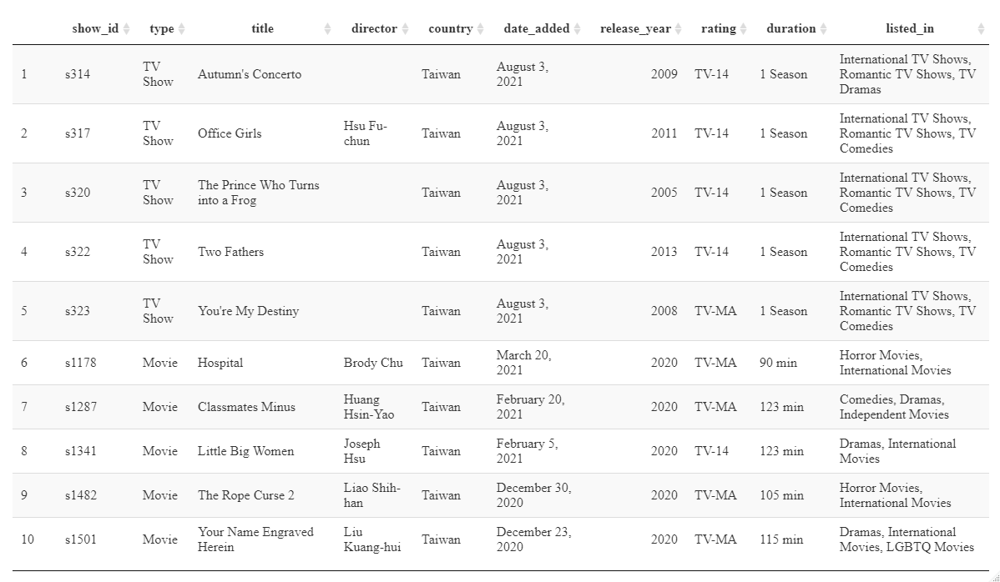 show_id type title director country date_added release_year rating duration listed_in
1 s314 TV Show Autumn's Concerto Taiwan August 3, 2021 2009 TV-14 1 Season International TV Shows, Romantic TV Shows, TV Dramas
2 s317 TV Show Office Girls Hsu Fu-chun Taiwan August 3, 2021 2011 TV-14 1 Season International TV Shows, Romantic TV Shows, TV Comedies
3 s320 TV Show The Prince Who Turns into a Frog Taiwan August 3, 2021 2005 TV-14 1 Season International TV Shows, Romantic TV Shows, TV Comedies
4 s322 TV Show Two Fathers Taiwan August 3, 2021 2013 TV-14 1 Season International TV Shows, Romantic TV Shows, TV Comedies
5 s323 TV Show You're My Destiny Taiwan August 3, 2021 2008 TV-MA 1 Season International TV Shows, Romantic TV Shows, TV Comedies
6 s1178 Movie Hospital Brody Chu Taiwan March 20, 2021 2020 TV-MA 90 min Horror Movies, International Movies
7 s1287 Movie Classmates Minus Huang Hsin-Yao Taiwan February 20, 2021 2020 TV-MA 123 min Comedies, Dramas, Independent Movies
8 s1341 Movie Little Big Women Joseph Hsu Taiwan February 5, 2021 2020 TV-14 123 min Dramas, International Movies
9 s1482 Movie The Rope Curse 2 Liao Shih-han Taiwan December 30, 2020 2020 TV-MA 105 min Horror Movies, International Movies
10 s1501 Movie Your Name Engraved Herein Liu Kuang-hui Taiwan December 23, 2020 2020 TV-MA 115 min Dramas, International Movies, LGBTQ Movies